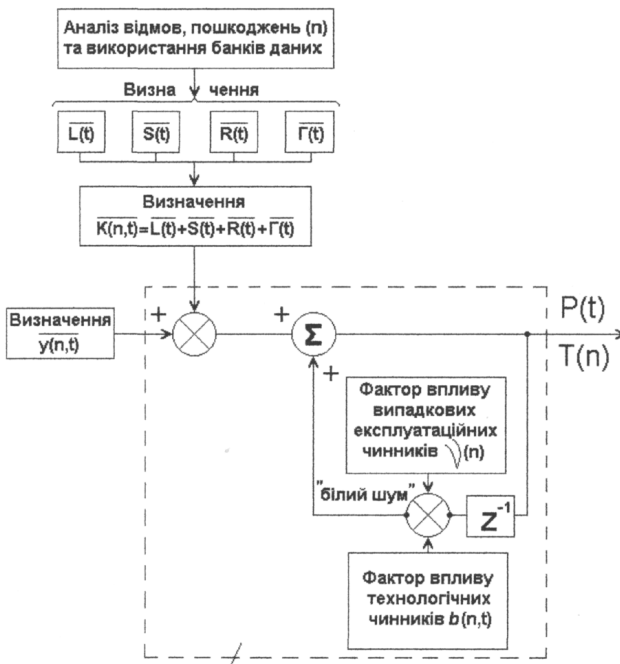 Аналіз відмов, пошкоджень (n)
та використання банків даних
Визна чення
L(t) S(t) R(t) Г(t)
Визначення
K(n,t)=L(t)+S(t)+R(t)+Г(t)
Визначення
y(n,t)
+
+
Σ
+
P(t)
T(n)
Фактор впливу
випадкових
експлуатаційних
чинників (n)
"білий шум"
Z⁻¹
Фактор впливу
технологічних
чинників b(n,t)